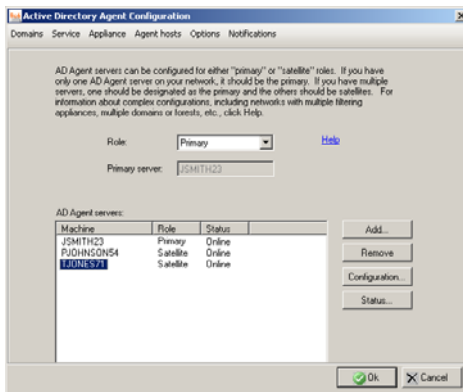 Active Directory Agent Configuration
Domains Service Appliance Agent hosts Options Notifications
AD Agent servers can be configured for either "primary" or "satellite" roles. If you have
only one AD Agent server on your network, it should be the primary. If you have multiple
servers, one should be designated as the primary and the others should be satellites. For
information about complex configurations, including networks with multiple filtering
appliances, multiple domains or forests, etc., click Help.
Role: Primary Help
Primary server: JSMITH23
AD Agent servers:
Machine Role Status
JSMITH23 Primary Online
PJOHNSON54 Satellite Online
TJONES71 Satellite Online
Add...
Remove
Configuration...
Status...
Ok Cancel